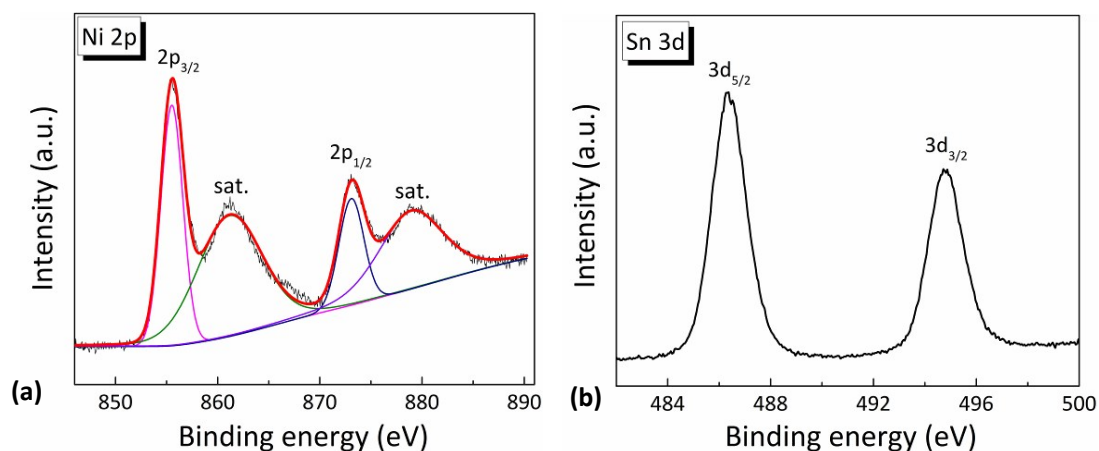 Ni 2p
2p3/2
sat.
2p1/2
sat.
Intensity (a.u.)
850 860 870 880 890
Binding energy (eV)
(a)
Sn 3d
3d5/2
3d3/2
Intensity (a.u.)
484 488 492 496 500
Binding energy (eV)
(b)